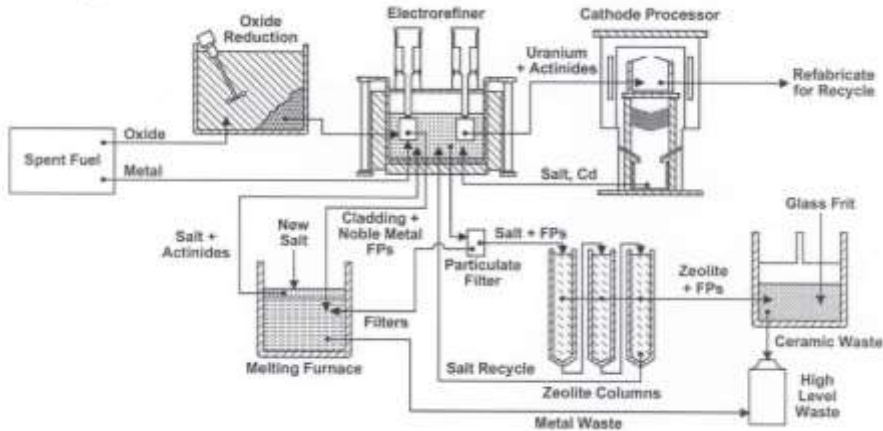 Electrorefiner
Cathode Processor
Oxide
Reduction
Uranium
+ Actinides
Refabricate
for Recycle
Spent Fuel
Oxide
Metal
Salt, Cd
Glass Frit
New
Salt
Salt +
Actinides
Cladding +
Noble Metal
FPs
Salt + FPs
Particulate
Filter
Zeolite
+ FPs
Filters
Ceramic Waste
Melting Furnace
Salt Recycle
Zeolite Columns
High
Level
Waste
Metal Waste